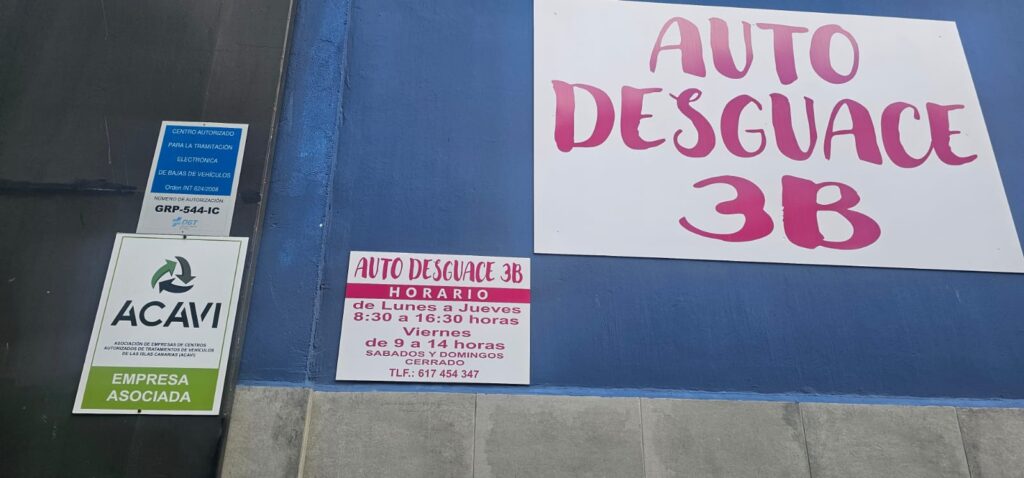 AUTO
DESGUACE
3B
CENTRO AUTORIZADO
PARA LA TRAMITACIÓN
ELECTRÓNICA
DE BAJAS DE VEHÍCULOS
Orden INT 624/2008
NÚMERO DE AUTORIZACIÓN:
GRP-544-IC
DGT
ACAVI
ASOCIACIÓN DE EMPRESAS DE CENTROS
AUTORIZADOS DE TRATAMIENTOS DE VEHÍCULOS
DE LAS ISLAS CANARIAS (ACAVI)
EMPRESA
ASOCIADA
AUTO DESGUACE 3B
HORARIO
de Lunes a Jueves
8:30 a 16:30 horas
Viernes
de 9 a 14 horas
SABADOS Y DOMINGOS
CERRADO
TLF.: 617 454 347